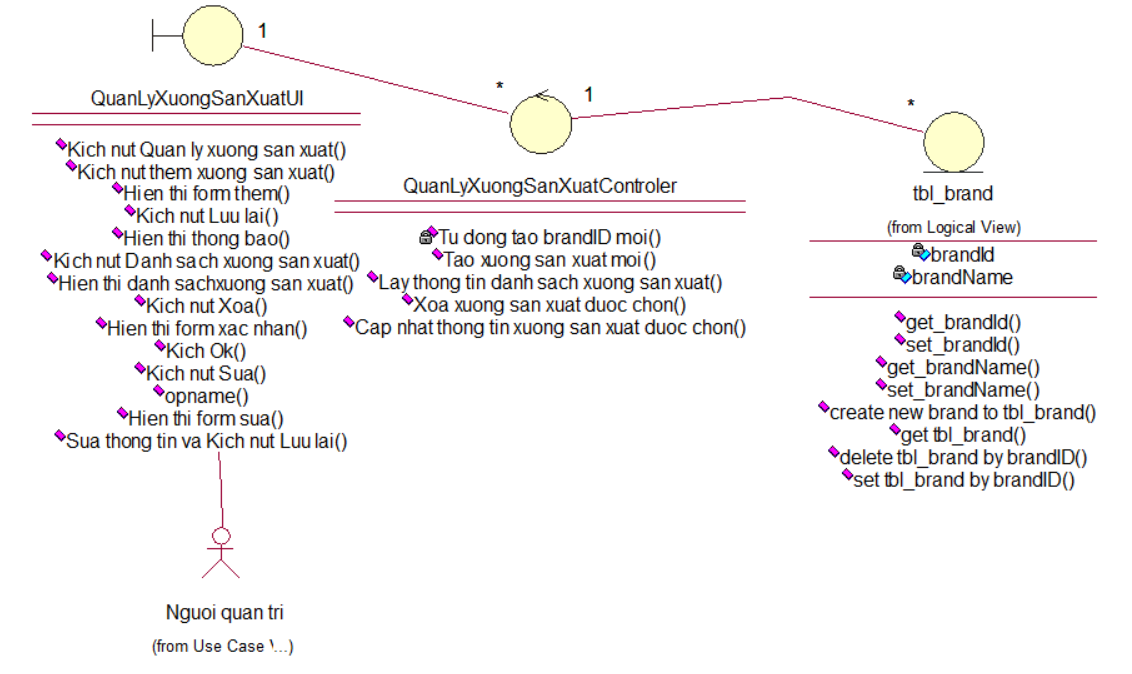 1
QuanLyXuongSanXuatUI
Kich nut Quan ly xuong san xuat()
Kich nut them xuong san xuat()
Hien thi form them()
Kich nut Luu lai()
Hien thi thong bao()
Kich nut Danh sach xuong san xuat()
Hien thi danh sachxuong san xuat()
Kich nut Xoa()
Hien thi form xac nhan()
Kich Ok()
Kich nut Sua()
opname()
Hien thi form sua()
Sua thong tin va Kich nut Luu lai()
Nguoi quan tri
(from Use Case \...)
*
1
QuanLyXuongSanXuatControler
Tu dong tao brandID moi()
Tao xuong san xuat moi()
Lay thong tin danh sach xuong san xuat()
Xoa xuong san xuat duoc chon()
Cap nhat thong tin xuong san xuat duoc chon()
*
tbl_brand
(from Logical View)
brandId
brandName
get_brandId()
set_brandId()
get_brandName()
set_brandName()
create new brand to tbl_brand()
get tbl_brand()
delete tbl_brand by brandID()
set tbl_brand by brandID()